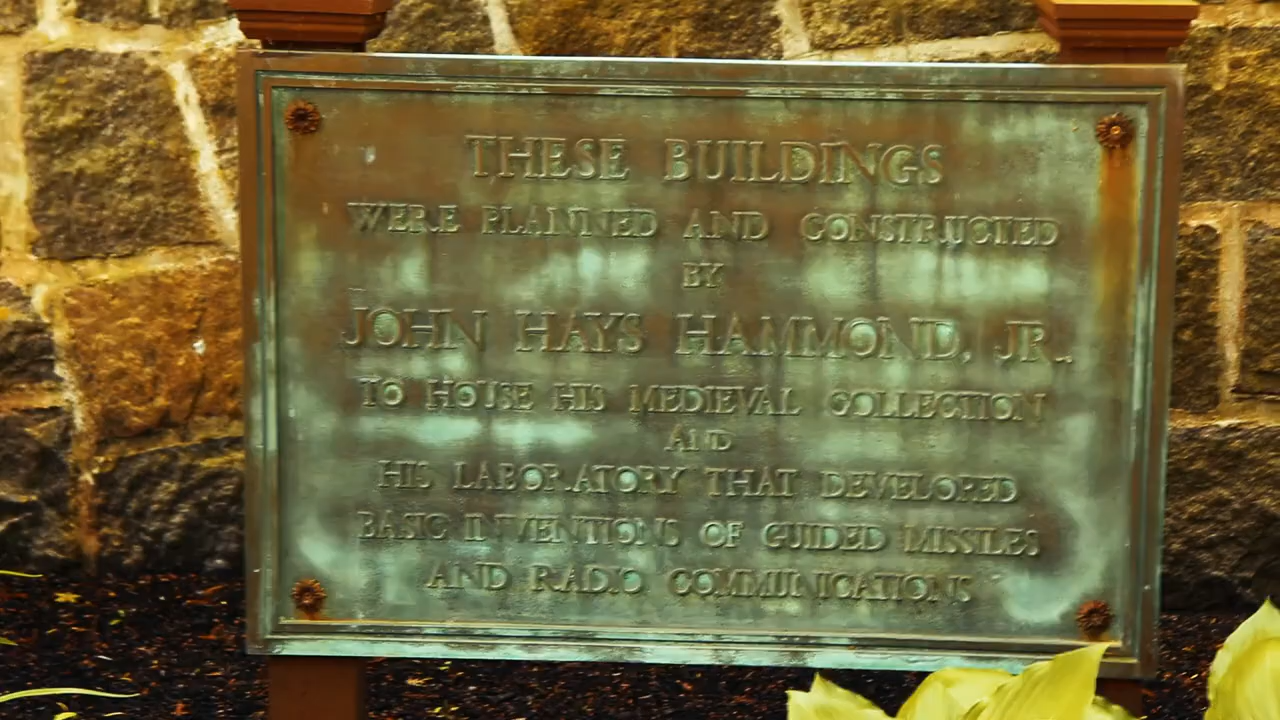 THESE BUILDINGS
WERE PLANNED AND CONSTRUCTED
BY
JOHN HAYS HAMMOND, JR.
TO HOUSE HIS MEDIEVAL COLLECTION
AND
HIS LABORATORY THAT DEVELOPED
BASIC INVENTIONS OF GUIDED MISSILES
AND RADIO COMMUNICATIONS